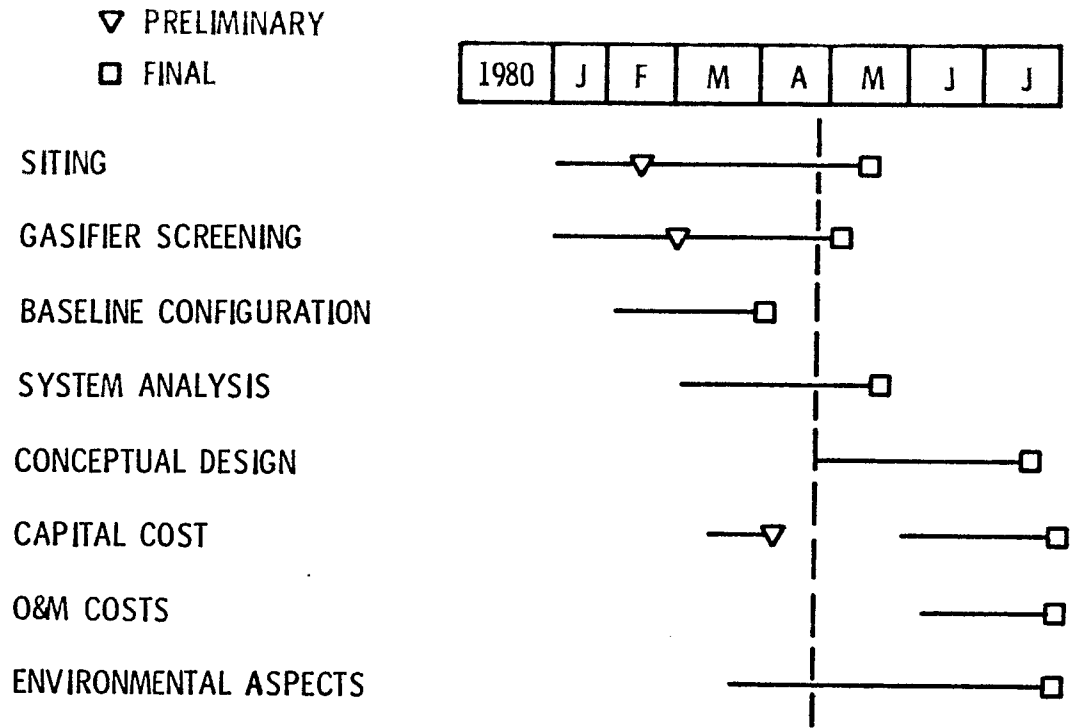 PRELIMINARY
FINAL
1980 J F M A M J J
SITING
GASIFIER SCREENING
BASELINE CONFIGURATION
SYSTEM ANALYSIS
CONCEPTUAL DESIGN
CAPITAL COST
O&M COSTS
ENVIRONMENTAL ASPECTS